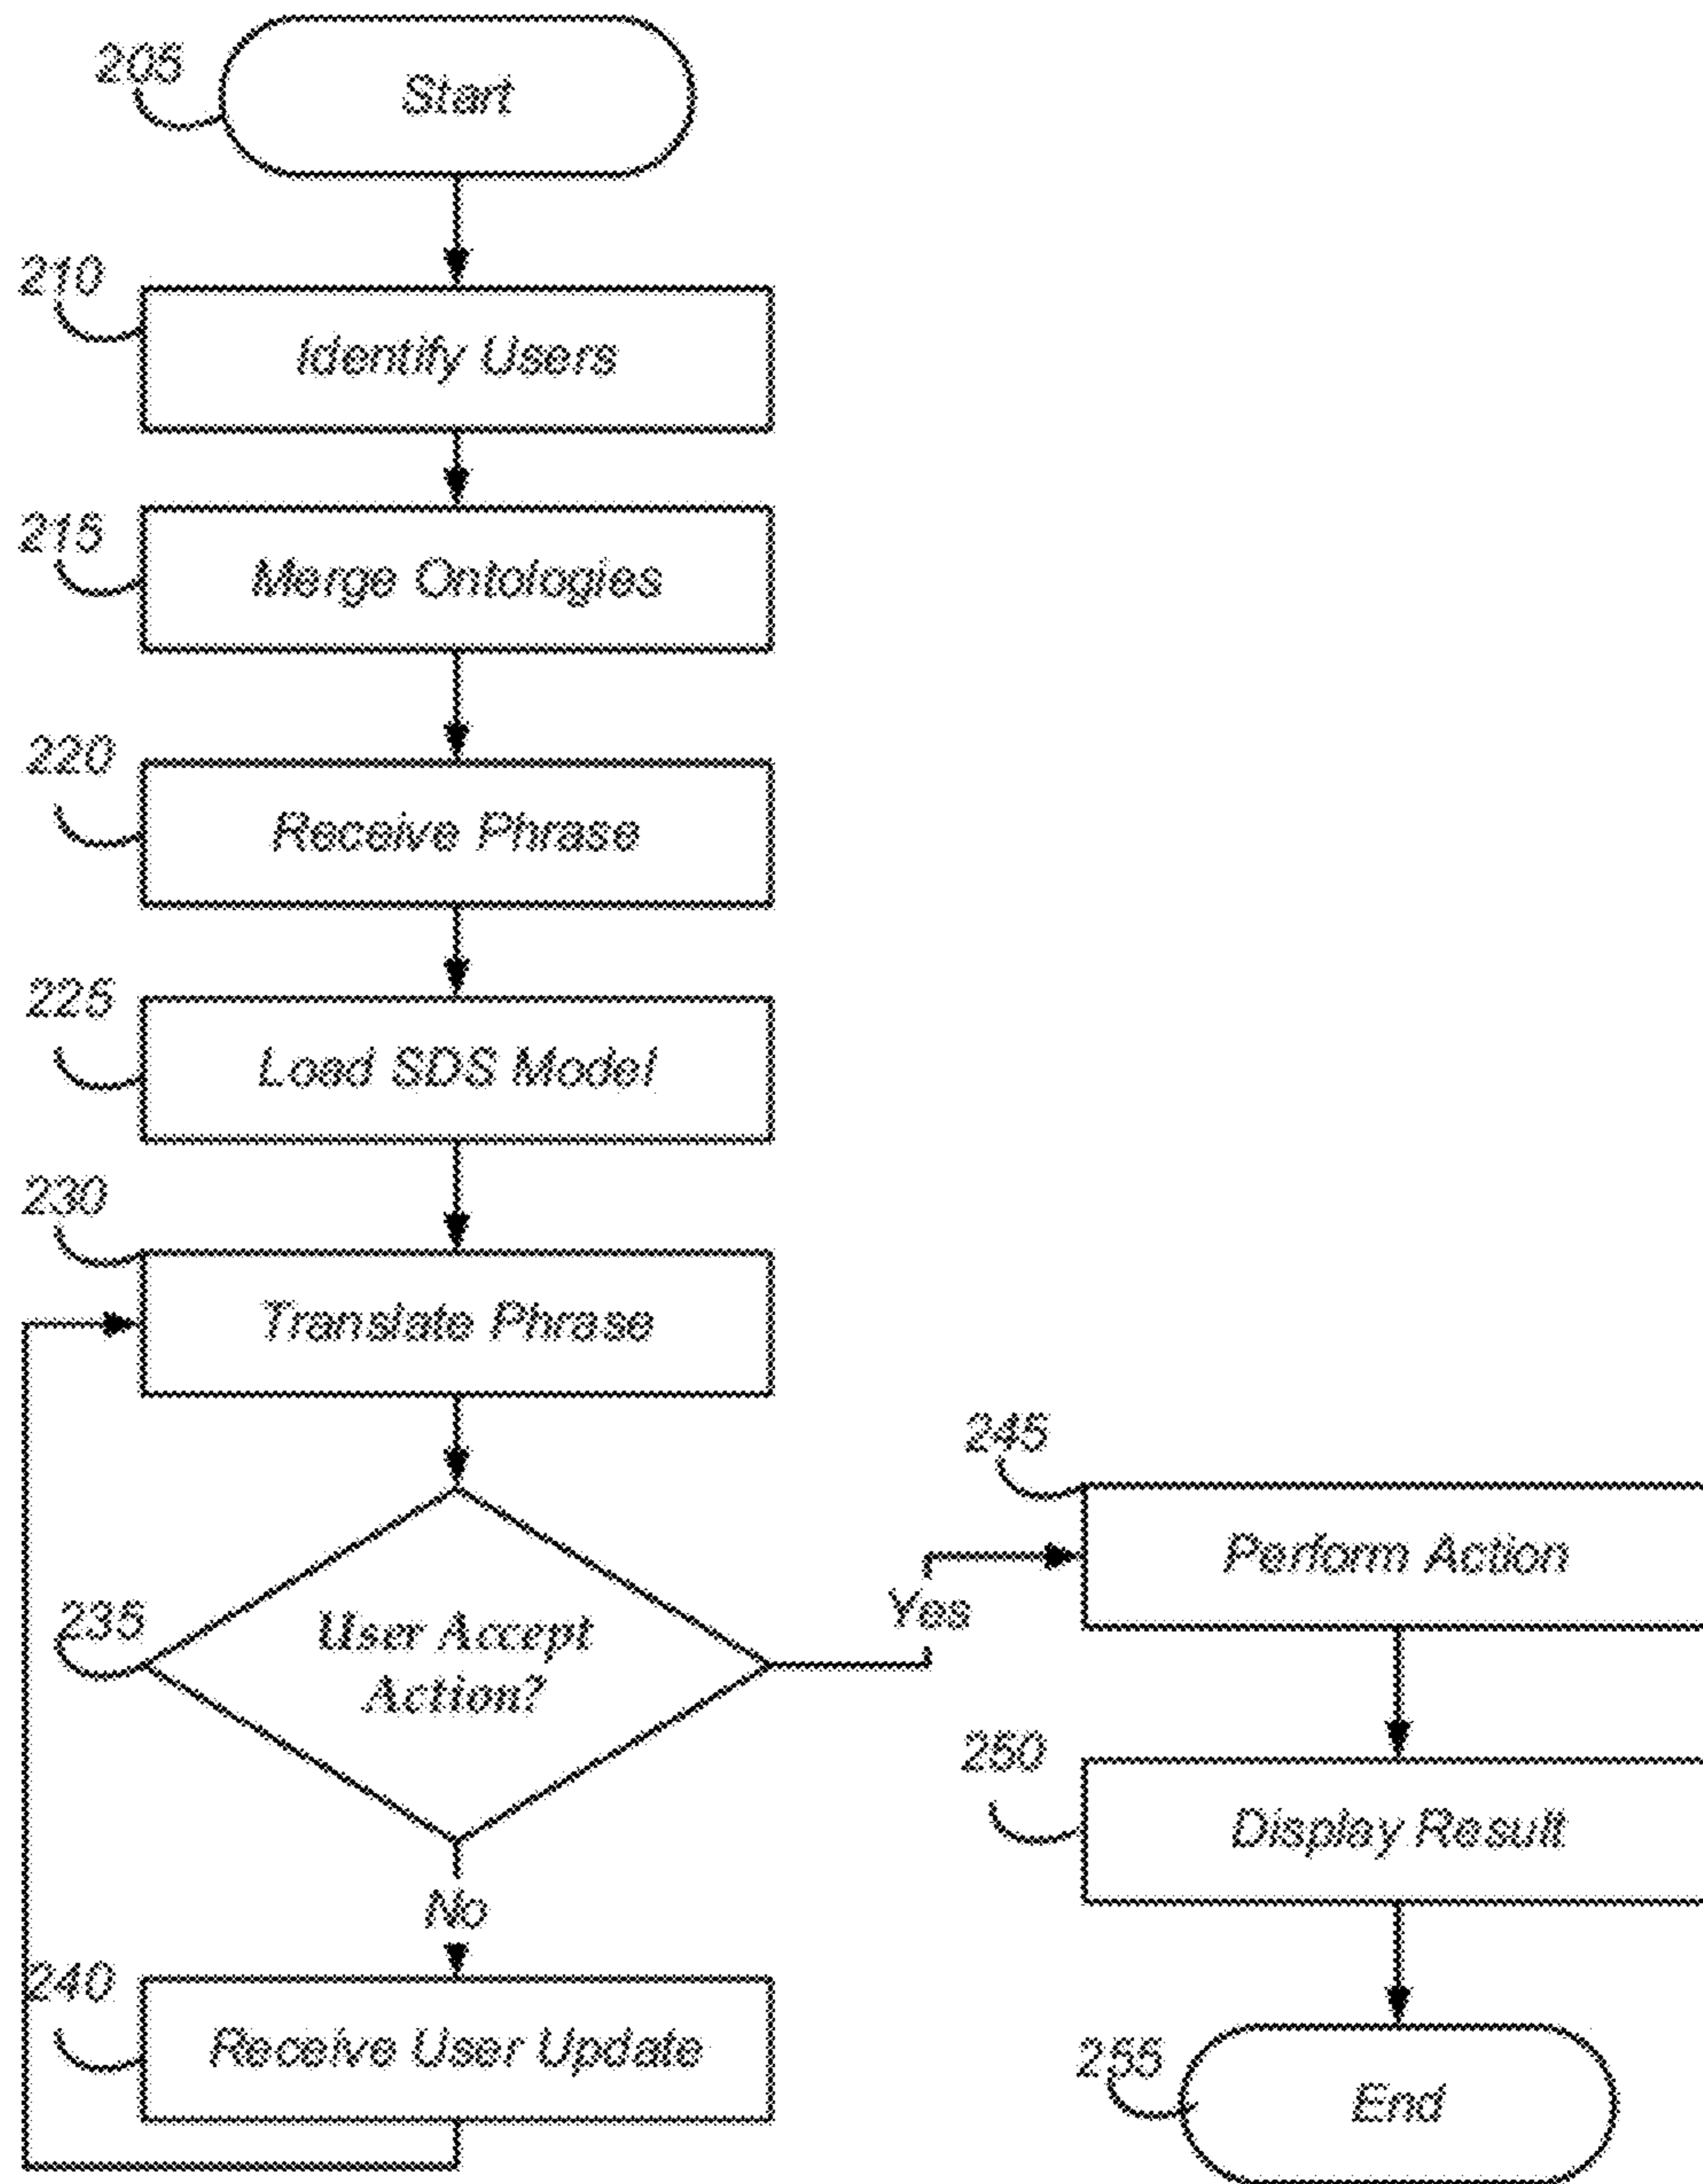 205
Start
210
Identify Users
215
Merge Ontologies
220
Receive Phrase
225
Load SDS Model
230
Translate Phrase
235
User Accept
Action?
Yes
No
240
Receive User Update
245
Perform Action
250
Display Result
255
End